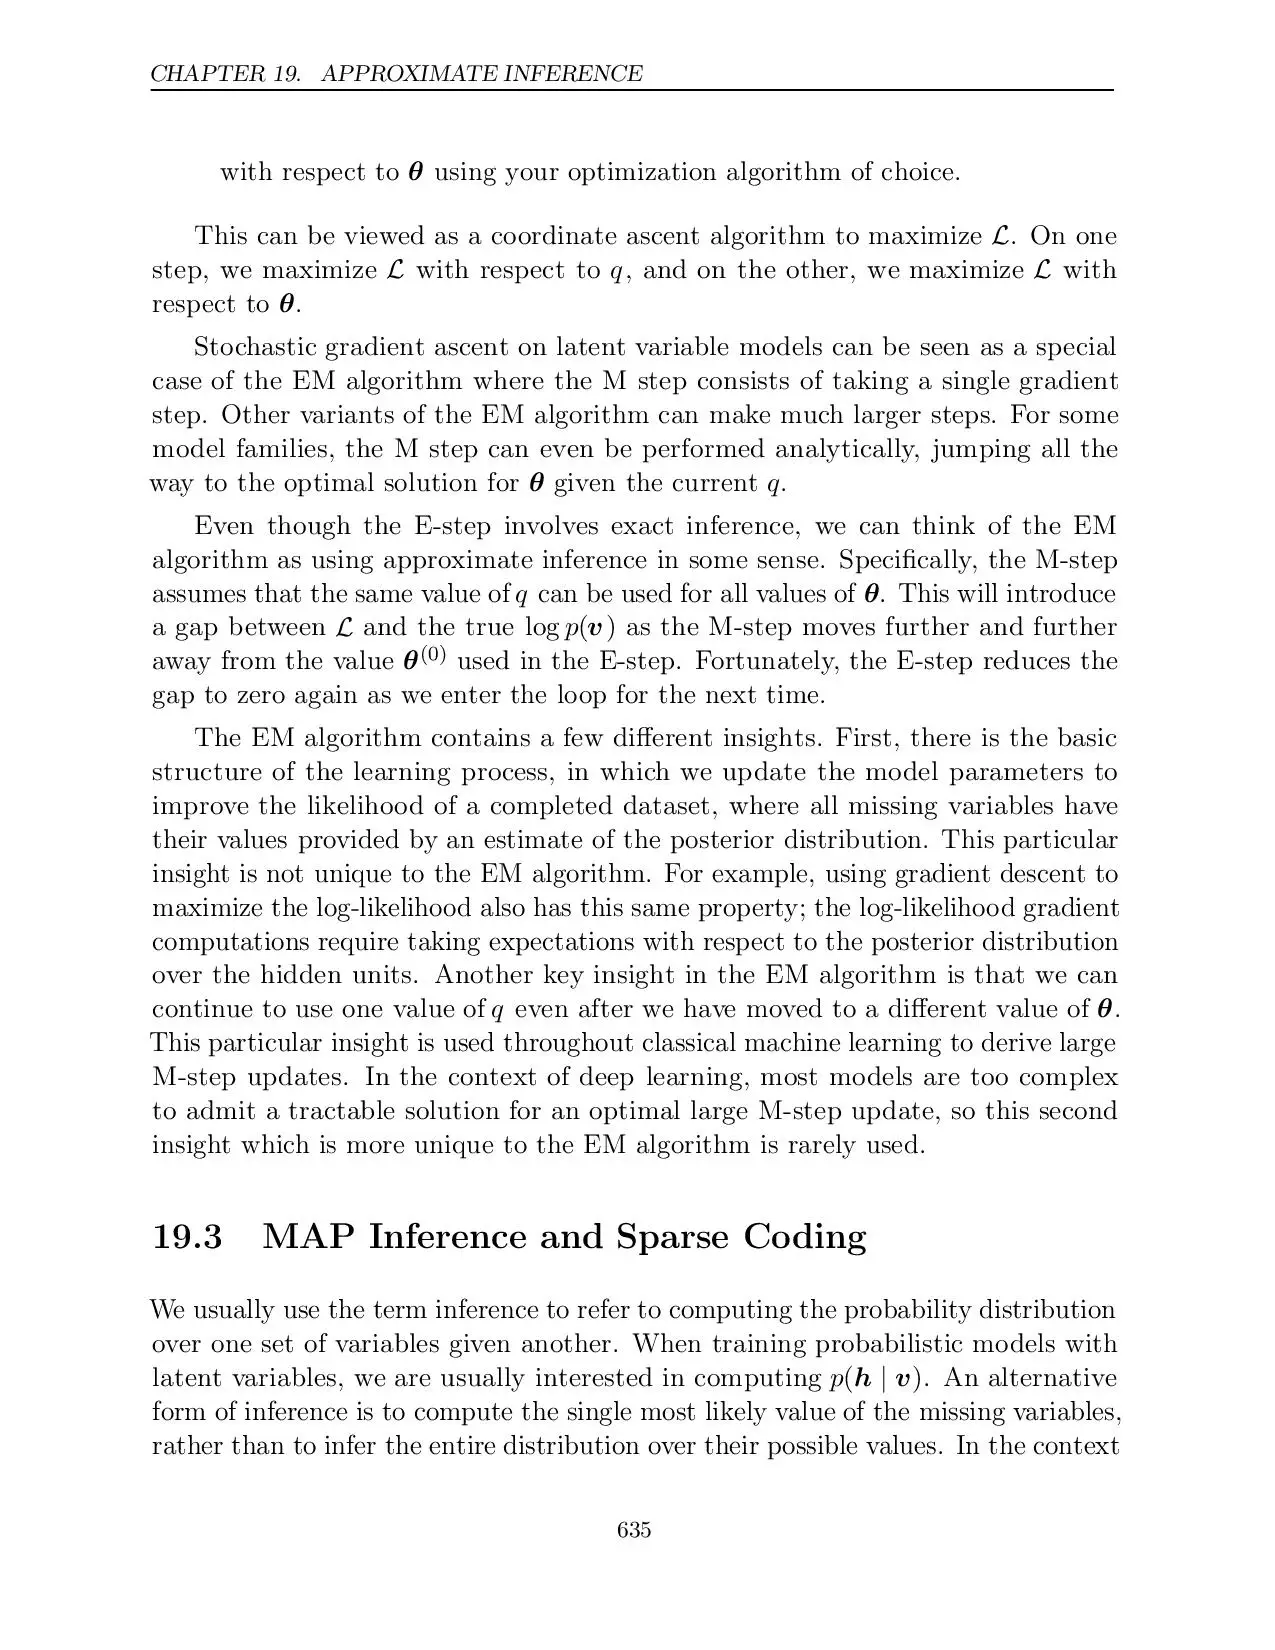 CHAPTER 19. APPROXIMATE INFERENCE
with respect to θ using your optimization algorithm of choice.
This can be viewed as a coordinate ascent algorithm to maximize ℒ. On one
step, we maximize ℒ with respect to q, and on the other, we maximize ℒ with
respect to θ.
Stochastic gradient ascent on latent variable models can be seen as a special
case of the EM algorithm where the M step consists of taking a single gradient
step. Other variants of the EM algorithm can make much larger steps. For some
model families, the M step can even be performed analytically, jumping all the
way to the optimal solution for θ given the current q.
Even though the E-step involves exact inference, we can think of the EM
algorithm as using approximate inference in some sense. Specifically, the M-step
assumes that the same value of q can be used for all values of θ. This will introduce
a gap between ℒ and the true log p(v) as the M-step moves further and further
away from the value θ⁽⁰⁾ used in the E-step. Fortunately, the E-step reduces the
gap to zero again as we enter the loop for the next time.
The EM algorithm contains a few different insights. First, there is the basic
structure of the learning process, in which we update the model parameters to
improve the likelihood of a completed dataset, where all missing variables have
their values provided by an estimate of the posterior distribution. This particular
insight is not unique to the EM algorithm. For example, using gradient descent to
maximize the log-likelihood also has this same property; the log-likelihood gradient
computations require taking expectations with respect to the posterior distribution
over the hidden units. Another key insight in the EM algorithm is that we can
continue to use one value of q even after we have moved to a different value of θ.
This particular insight is used throughout classical machine learning to derive large
M-step updates. In the context of deep learning, most models are too complex
to admit a tractable solution for an optimal large M-step update, so this second
insight which is more unique to the EM algorithm is rarely used.
19.3 MAP Inference and Sparse Coding
We usually use the term inference to refer to computing the probability distribution
over one set of variables given another. When training probabilistic models with
latent variables, we are usually interested in computing p(h | v). An alternative
form of inference is to compute the single most likely value of the missing variables,
rather than to infer the entire distribution over their possible values. In the context
635